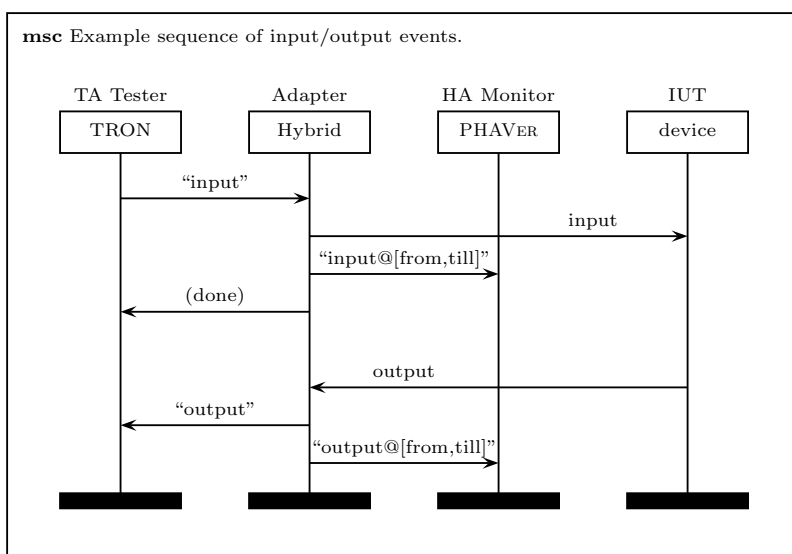 msc Example sequence of input/output events.
TA Tester
Adapter
HA Monitor
IUT
TRON
Hybrid
PHAVER
device
“input”
input
“input@[from,till]”
(done)
output
“output”
“output@[from,till]”